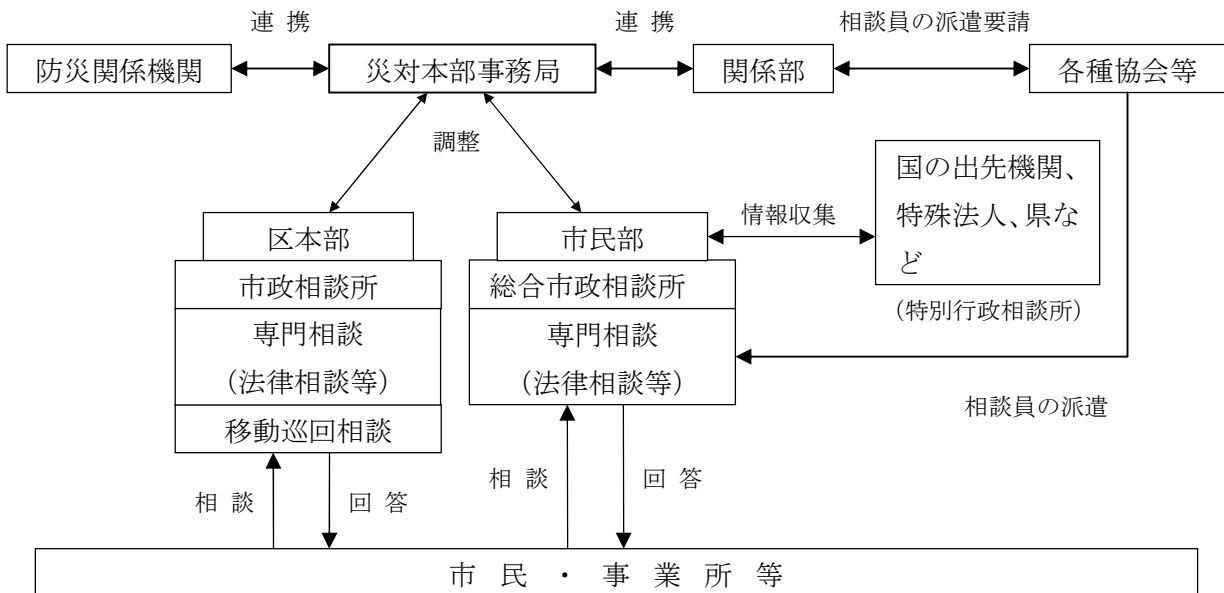 連 携
連 携
相談員の派遣要請
防災関係機関
災対本部事務局
関係部
各種協会等
調整
国の出先機関、
特殊法人、県な
ど
(特別行政相談所)
情報収集
区本部
市政相談所
専門相談
(法律相談等)
移動巡回相談
市民部
総合市政相談所
専門相談
(法律相談等)
相談員の派遣
相 談
回 答
相 談
回 答
市 民 ・ 事 業 所 等